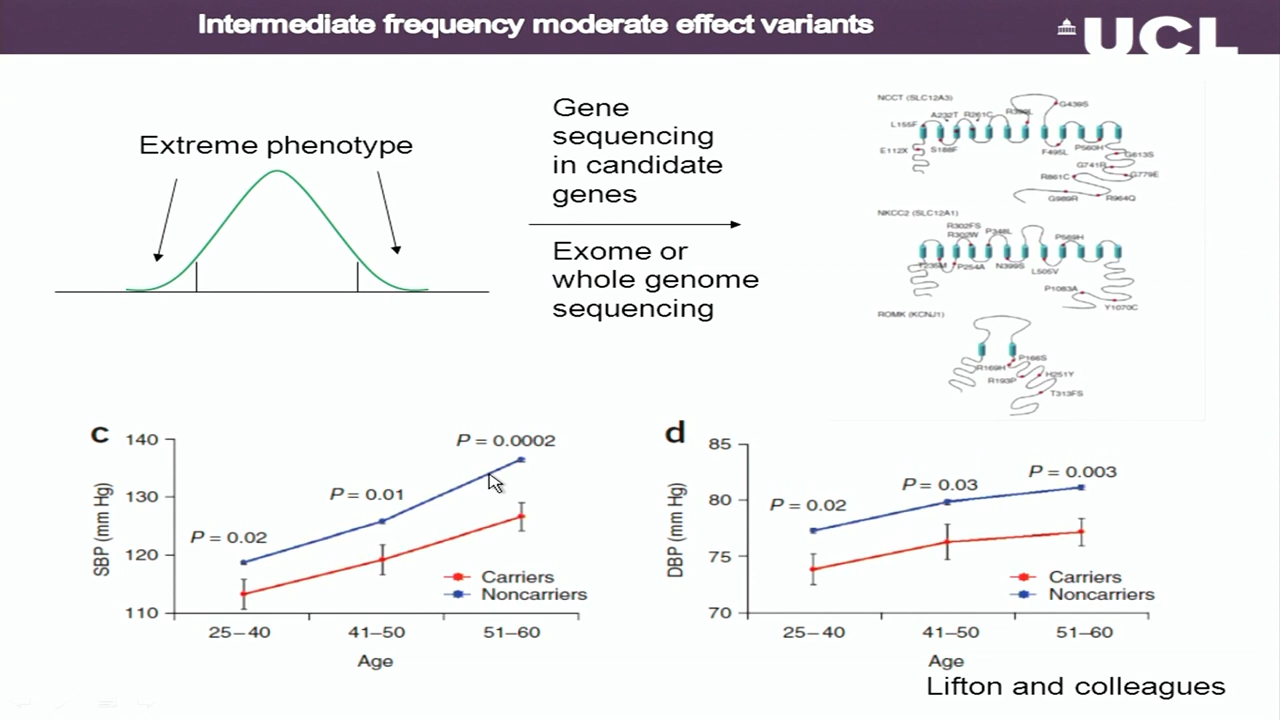 Intermediate frequency moderate effect variants
UCL
Extreme phenotype
Gene
sequencing
in candidate
genes
Exome or
whole genome
sequencing
NCCT (SLC12A3)
L155F
A232T
R261C
R399L
G439S
E112X
S188F
F495L
P560H
G613S
G741R
G779E
R861C
G989R
R964Q
NKCC2 (SLC12A1)
R302FS
R302W
P348L
P569H
T235M
P254A
N399S
L505V
P1083A
Y1070C
ROMK (KCNJ1)
P166S
R169H
R193P
H251Y
T313FS
c
140
130
120
110
SBP (mm Hg)
P = 0.02
P = 0.01
P = 0.0002
Carriers
Noncarriers
25–40
41–50
51–60
Age
d
85
80
75
70
DBP (mm Hg)
P = 0.02
P = 0.03
P = 0.003
Carriers
Noncarriers
25–40
41–50
51–60
Age
Lifton and colleagues